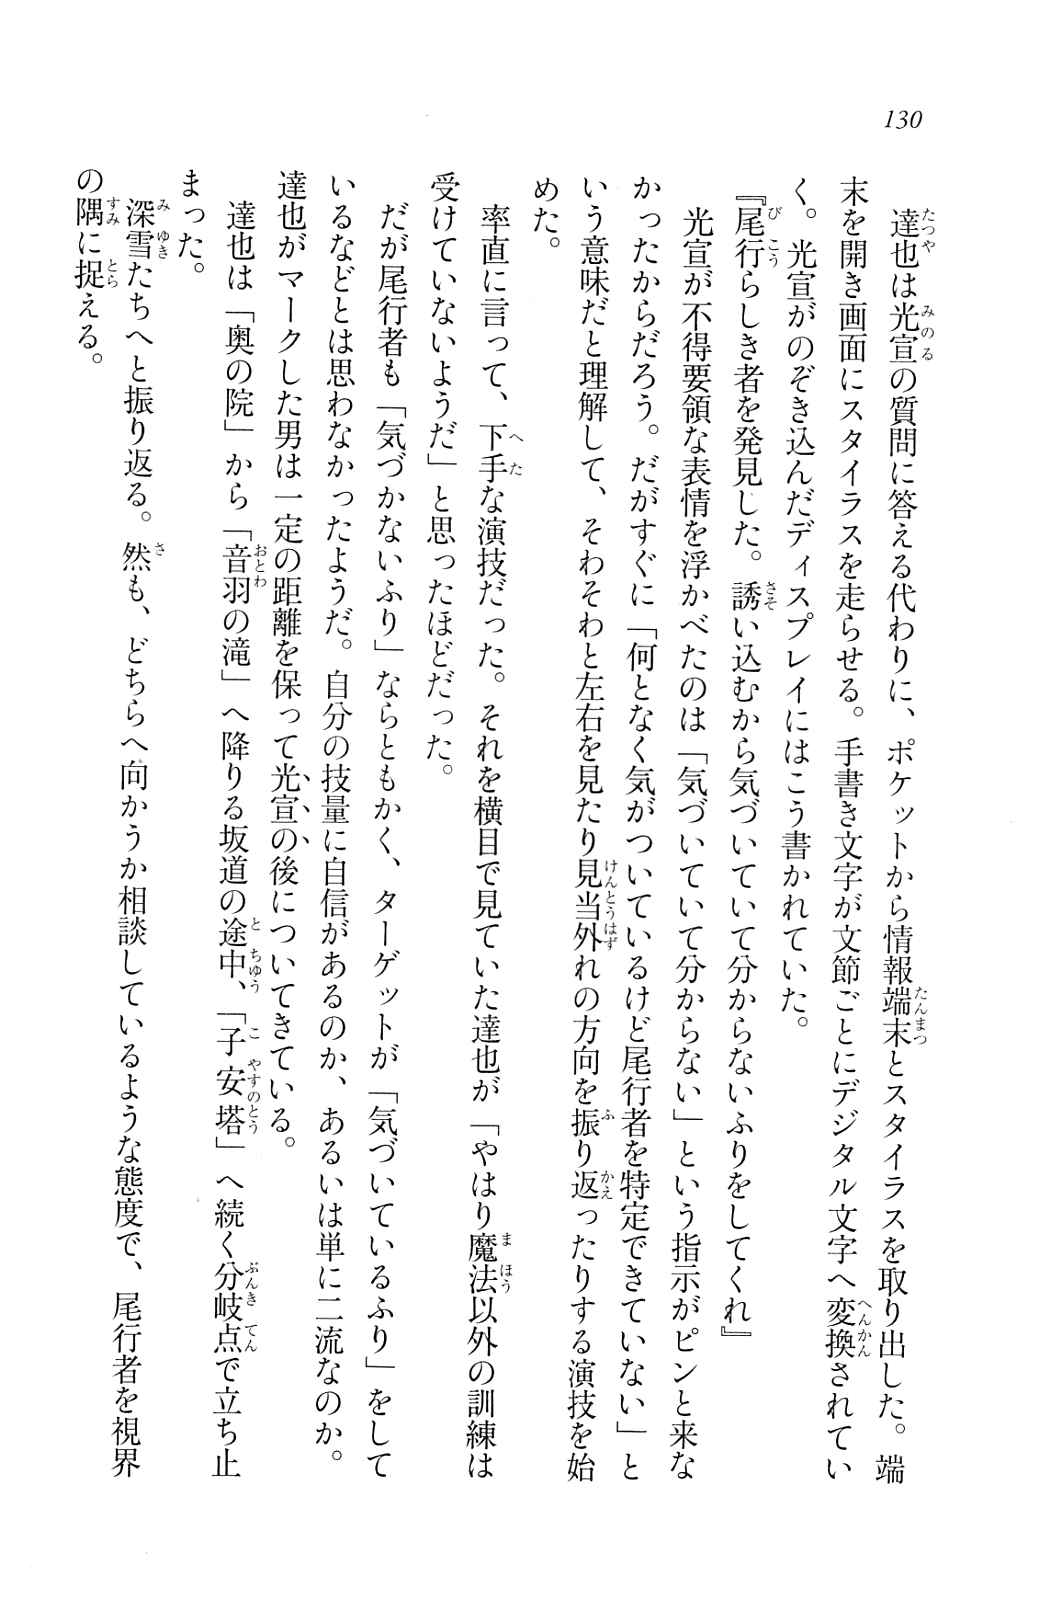 130
達也は光宣の質問に答える代わりに、ポケットから情報端末とスタイラスを取り出した。端
末を開き画面にスタイラスを走らせる。手書き文字が文節ごとにデジタル文字へ変換されてい
く。光宣がのぞき込んだディスプレイにはこう書かれていた。
『尾行らしき者を発見した。誘い込むから気づいていて分からないふりをしてくれ』
光宣が不得要領な表情を浮かべたのは「気づいていて分からない」という指示がピンと来な
かったからだろう。だがすぐに「何となく気がついているけど尾行者を特定できていない」と
いう意味だと理解して、そわそわと左右を見たり見当外れの方向を振り返ったりする演技を始
めた。
率直に言って、下手な演技だった。それを横目で見ていた達也が「やはり魔法以外の訓練は
受けていないようだ」と思ったほどだった。
だが尾行者も「気づかないふり」ならともかく、ターゲットが「気づいているふり」をして
いるなどとは思わなかったようだ。自分の技量に自信があるのか、あるいは単に二流なのか。
達也がマークした男は一定の距離を保って光宣の後についてきている。
達也は「奥の院」から「音羽の滝」へ降りる坂道の途中、「子安塔」へ続く分岐点で立ち止
まった。
深雪たちへと振り返る。然も、どちらへ向かうか相談しているような態度で、尾行者を視界
の隅に捉える。